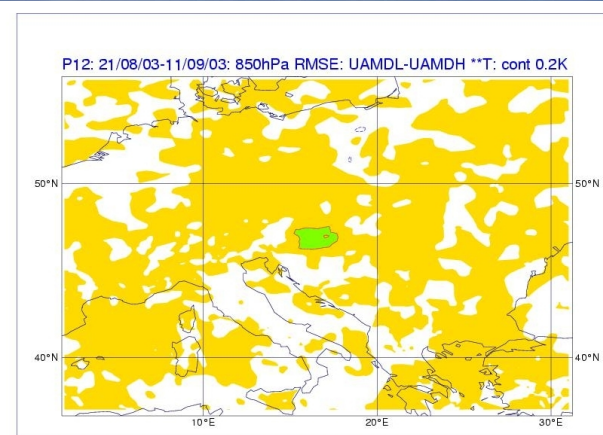 P12: 21/08/03-11/09/03: 850hPa RMSE: UAMDL-UAMDH **T: cont 0.2K
50°N 50°N
40°N 40°N
10°E 20°E 30°E